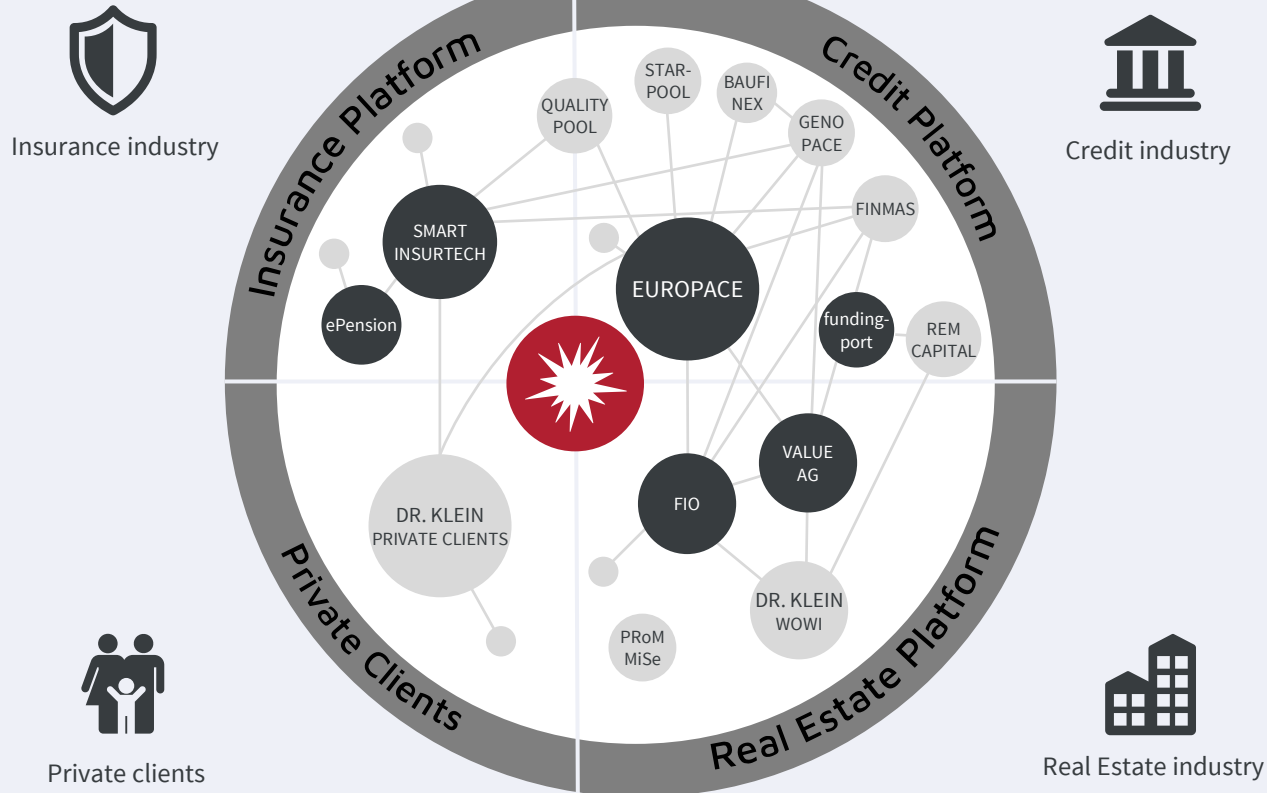 Insurance industry
Credit industry
Insurance Platform
Credit Platform
STAR-
POOL
BAUFI
NEX
QUALITY
POOL
GENO
PACE
FINMAS
SMART
INSURTECH
EUROPACE
ePension
funding-
port
REM
CAPITAL
VALUE
AG
FIO
DR. KLEIN
PRIVATE CLIENTS
DR. KLEIN
WOWI
PRoM
MiSe
Private Clients
Real Estate Platform
Private clients
Real Estate industry